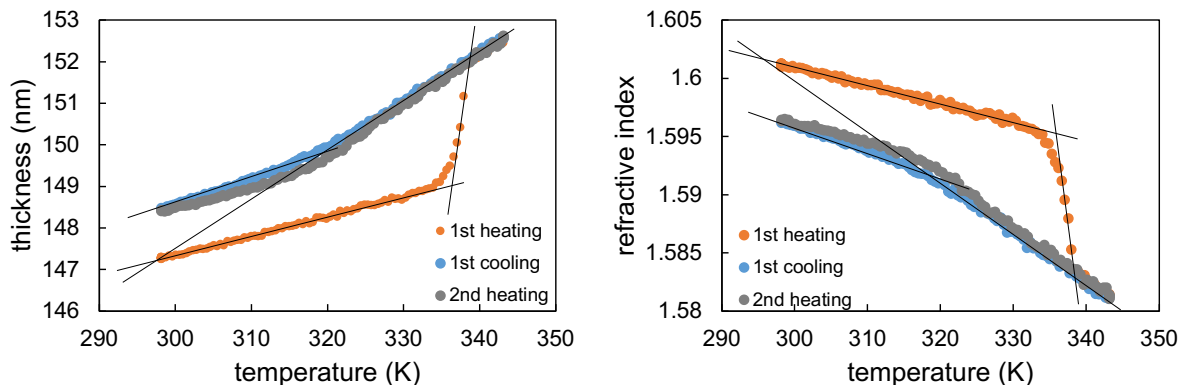 153
152
151
150
149
148
147
146
thickness (nm)
290 300 310 320 330 340 350
temperature (K)
1st heating
1st cooling
2nd heating
1.605
1.6
1.595
1.59
1.585
1.58
refractive index
290 300 310 320 330 340 350
temperature (K)
1st heating
1st cooling
2nd heating